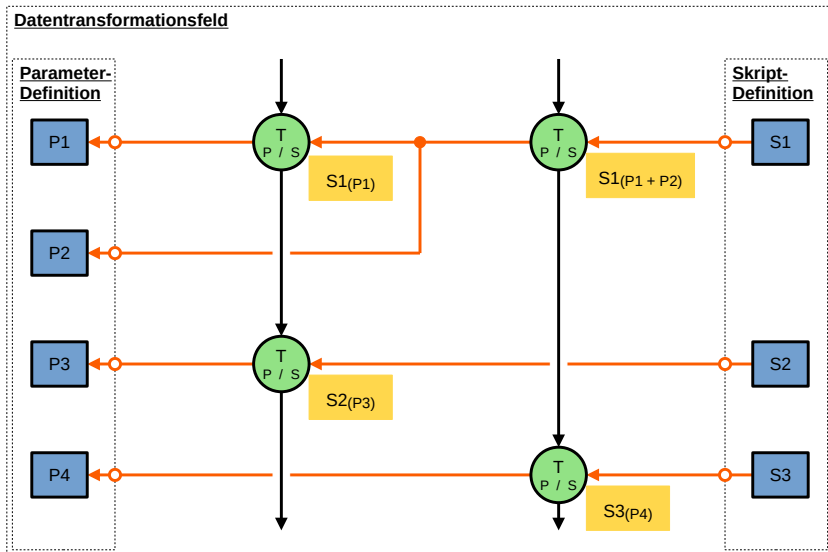 Datentransformationsfeld
Parameter-
Definition
Skript-
Definition
P1
T
P / S
S1(P1)
T
P / S
S1(P1 + P2)
S1
P2
P3
T
P / S
S2(P3)
S2
P4
T
P / S
S3(P4)
S3